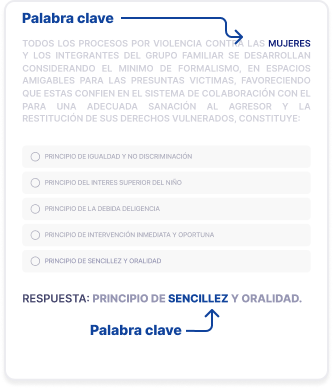 Palabra clave
TODOS LOS PROCESOS POR VIOLENCIA CONTRA LAS MUJERES
Y LOS INTEGRANTES DEL GRUPO FAMILIAR SE DESARROLLAN
CONSIDERANDO EL MINIMO DE FORMALISMO, EN ESPACIOS
AMIGABLES PARA LAS PRESUNTAS VICTIMAS, FAVORECIENDO
QUE ESTAS CONFIEN EN EL SISTEMA DE COLABORACIÓN CON EL
PARA UNA ADECUADA SANACIÓN AL AGRESOR Y LA
RESTITUCIÓN DE SUS DERECHOS VULNERADOS, CONSTITUYE:
PRINCIPIO DE IGUALDAD Y NO DISCRIMINACIÓN
PRINCIPIO DEL INTERES SUPERIOR DEL NIÑO
PRINCIPIO DE LA DEBIDA DELIGENCIA
PRINCIPIO DE INTERVENCIÓN INMEDIATA Y OPORTUNA
PRINCIPIO DE SENCILLEZ Y ORALIDAD
RESPUESTA: PRINCIPIO DE SENCILLEZ Y ORALIDAD.
Palabra clave